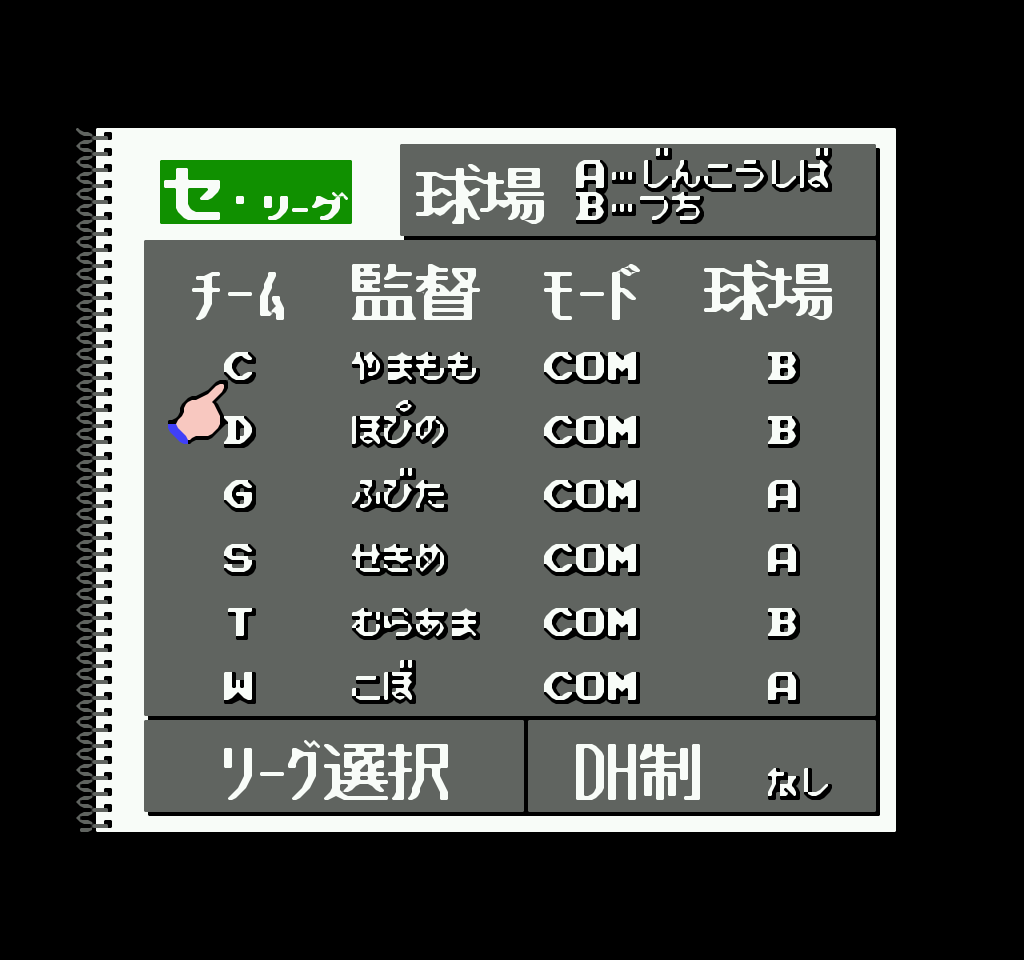 セ・リーグ
球場
A…じんこうしば
B…つち
チーム 監督 モード 球場
C やまもも COM B
D ほぴの COM B
G ふびた COM A
S せきめ COM A
T むらあま COM B
W こぼ COM A
リーグ選択
DH制 なし